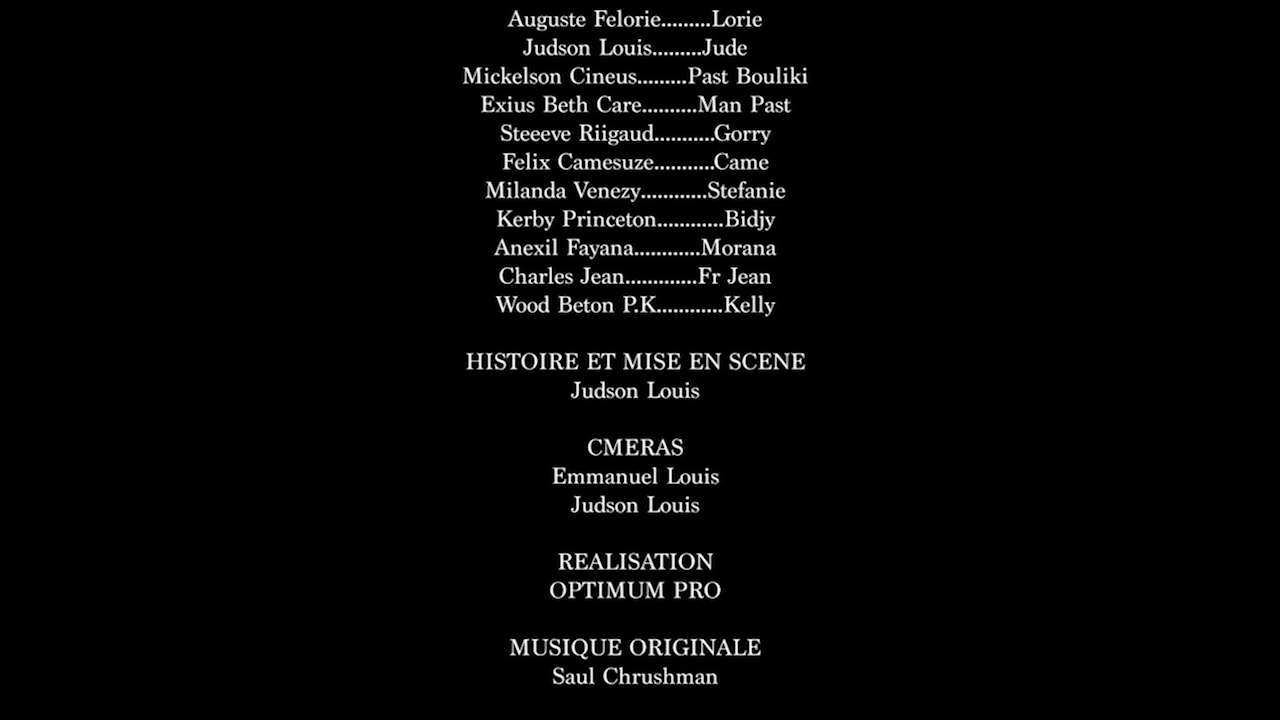 Auguste Felorie.........Lorie
Judson Louis.........Jude
Mickelson Cineus.........Past Bouliki
Exius Beth Care..........Man Past
Steeeve Riigaud...........Gorry
Felix Camesuze...........Came
Milanda Venezy............Stefanie
Kerby Princeton............Bidjy
Anexil Fayana............Morana
Charles Jean.............Fr Jean
Wood Beton P.K............Kelly
HISTOIRE ET MISE EN SCENE
Judson Louis
CMERAS
Emmanuel Louis
Judson Louis
REALISATION
OPTIMUM PRO
MUSIQUE ORIGINALE
Saul Chrushman